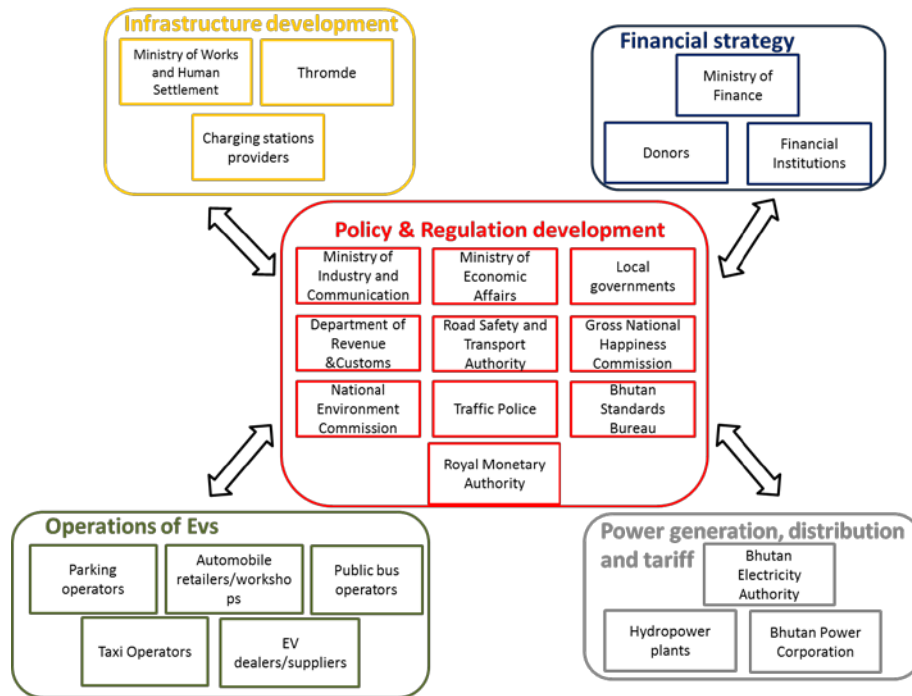 Infrastructure development
Ministry of Works
and Human
Settlement
Thromde
Charging stations
providers
Financial strategy
Ministry of
Finance
Donors
Financial
Institutions
Policy & Regulation development
Ministry of
Industry and
Communication
Ministry of
Economic
Affairs
Local
governments
Department of
Revenue
&Customs
Road Safety and
Transport
Authority
Gross National
Happiness
Commission
National
Environment
Commission
Traffic Police
Bhutan
Standards
Bureau
Royal Monetary
Authority
Operations of Evs
Parking
operators
Automobile
retailers/worksho
ps
Public bus
operators
Taxi Operators
EV
dealers/suppliers
Power generation, distribution
and tariff
Bhutan
Electricity
Authority
Hydropower
plants
Bhutan Power
Corporation